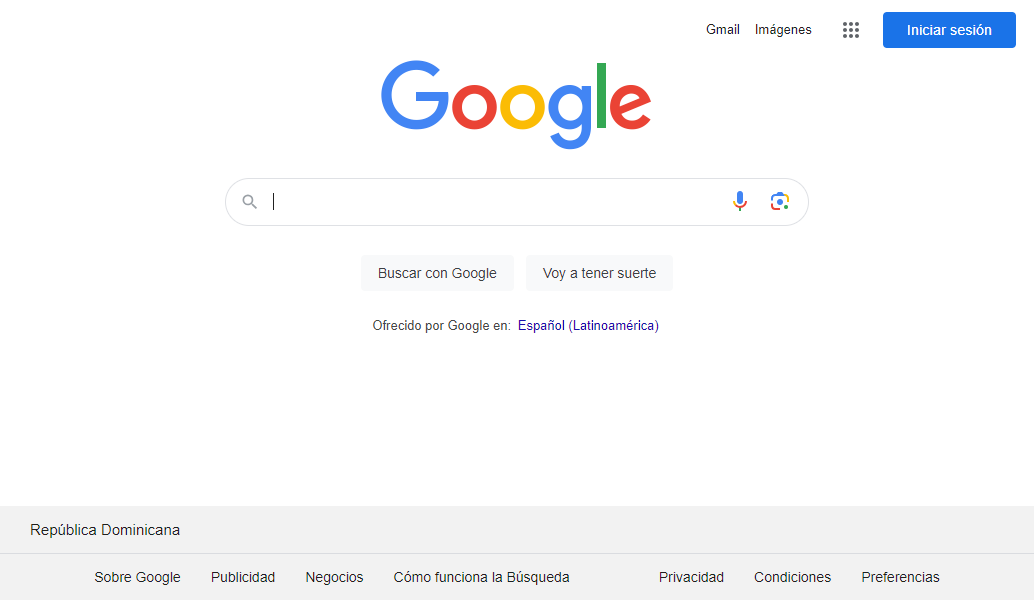 Gmail Imágenes Iniciar sesión
Google
Buscar con Google Voy a tener suerte
Ofrecido por Google en: Español (Latinoamérica)
República Dominicana
Sobre Google Publicidad Negocios Cómo funciona la Búsqueda Privacidad Condiciones Preferencias